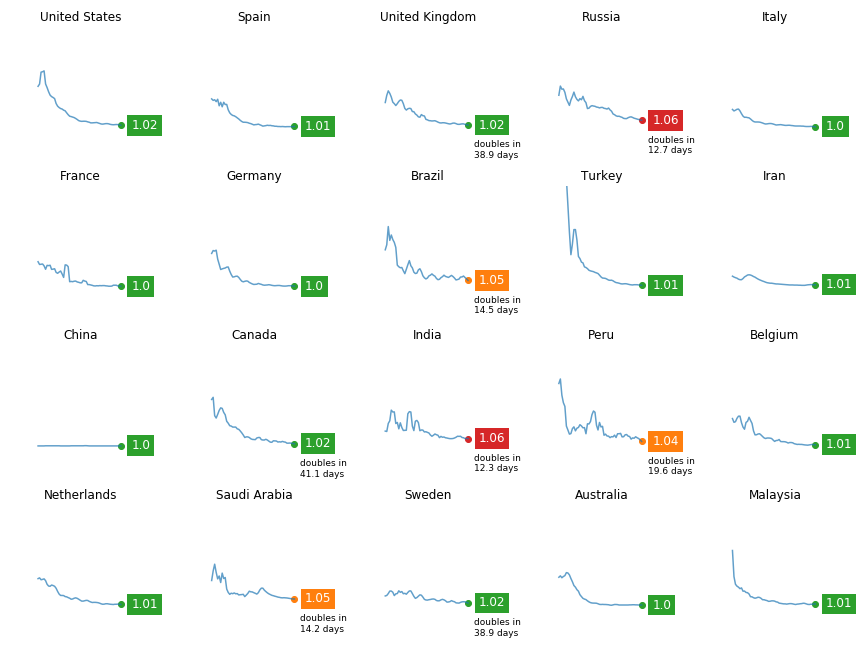 United States
Spain
United Kingdom
Russia
Italy
1.02
1.01
1.02
doubles in
38.9 days
1.06
doubles in
12.7 days
1.0
France
Germany
Brazil
Turkey
Iran
1.0
1.0
1.05
doubles in
14.5 days
1.01
1.01
China
Canada
India
Peru
Belgium
1.0
1.02
doubles in
41.1 days
1.06
doubles in
12.3 days
1.04
doubles in
19.6 days
1.01
Netherlands
Saudi Arabia
Sweden
Australia
Malaysia
1.01
1.05
doubles in
14.2 days
1.02
doubles in
38.9 days
1.0
1.01